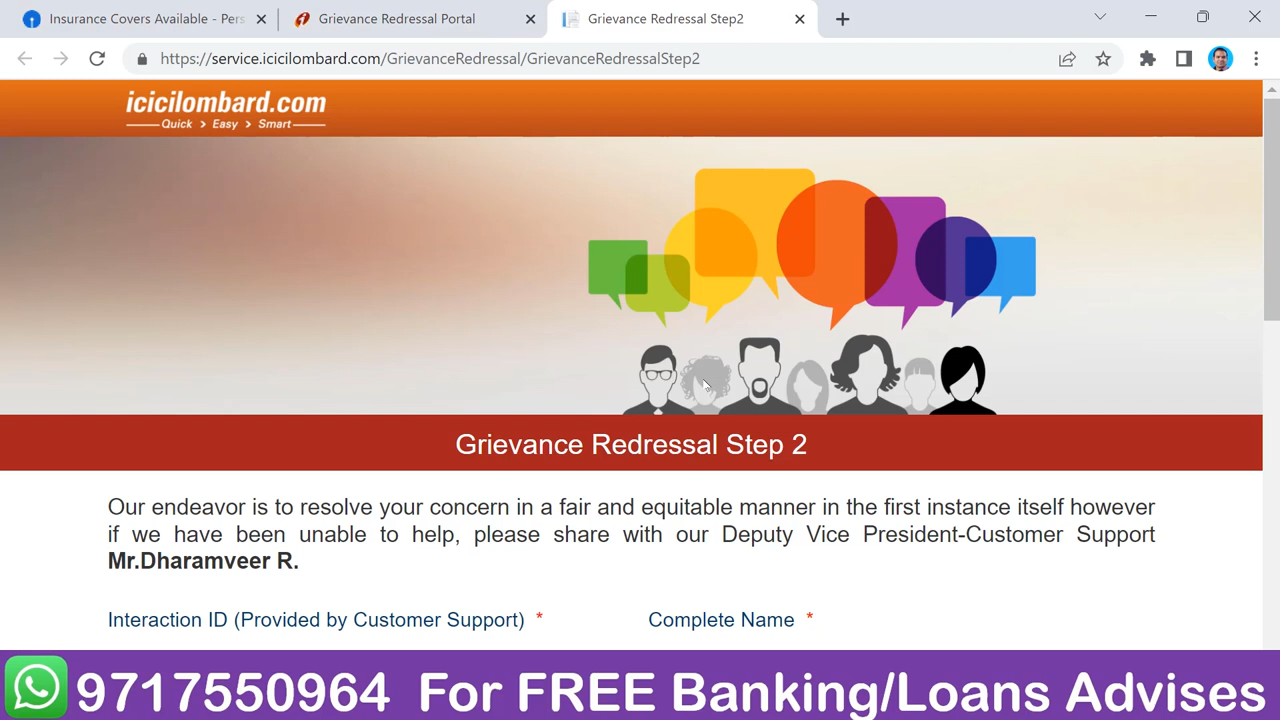 Insurance Covers Available - Pers
Grievance Redressal Portal
Grievance Redressal Step2
https://service.icicilombard.com/GrievanceRedressal/GrievanceRedressalStep2
icicilombard.com
Quick > Easy > Smart
Grievance Redressal Step 2
Our endeavor is to resolve your concern in a fair and equitable manner in the first instance itself however
if we have been unable to help, please share with our Deputy Vice President-Customer Support
Mr.Dharamveer R.
Interaction ID (Provided by Customer Support) *
Complete Name *
9717550964 For FREE Banking/Loans Advises